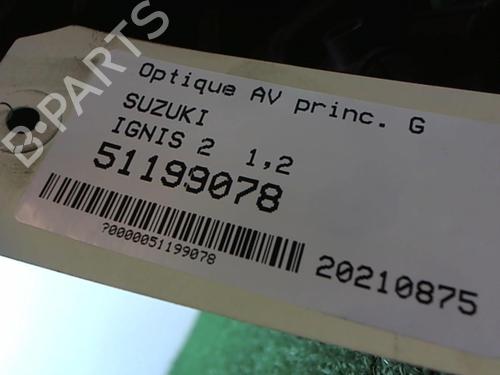 Optique AV princ. G
SUZUKI
IGNIS 2 1,2
51199078
?0000051199078
20210875
B-PARTS